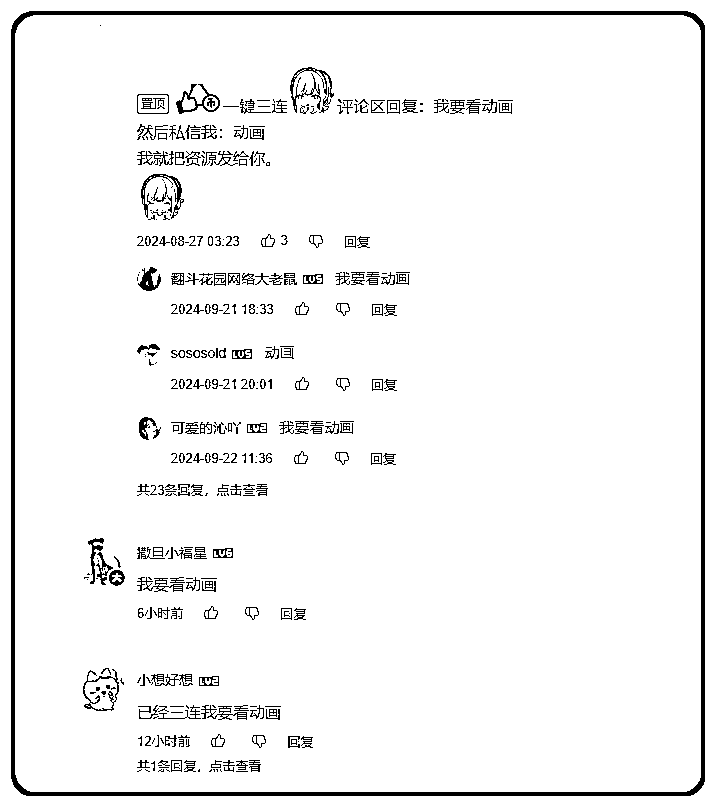 置顶 一键三连 评论区回复：我要看动画
然后私信我：动画
我就把资源发给你。
2024-08-27 03:23 3 回复
翻斗花园网络大老鼠 LV5 我要看动画
2024-09-21 18:33 回复
sososold LV5 动画
2024-09-21 20:01 回复
可爱的沁吖 我要看动画
2024-09-22 11:36 回复
共23条回复，点击查看
撒旦小福星 LV5
我要看动画
6小时前 回复
小想好想
已经三连我要看动画
12小时前 回复
共1条回复，点击查看